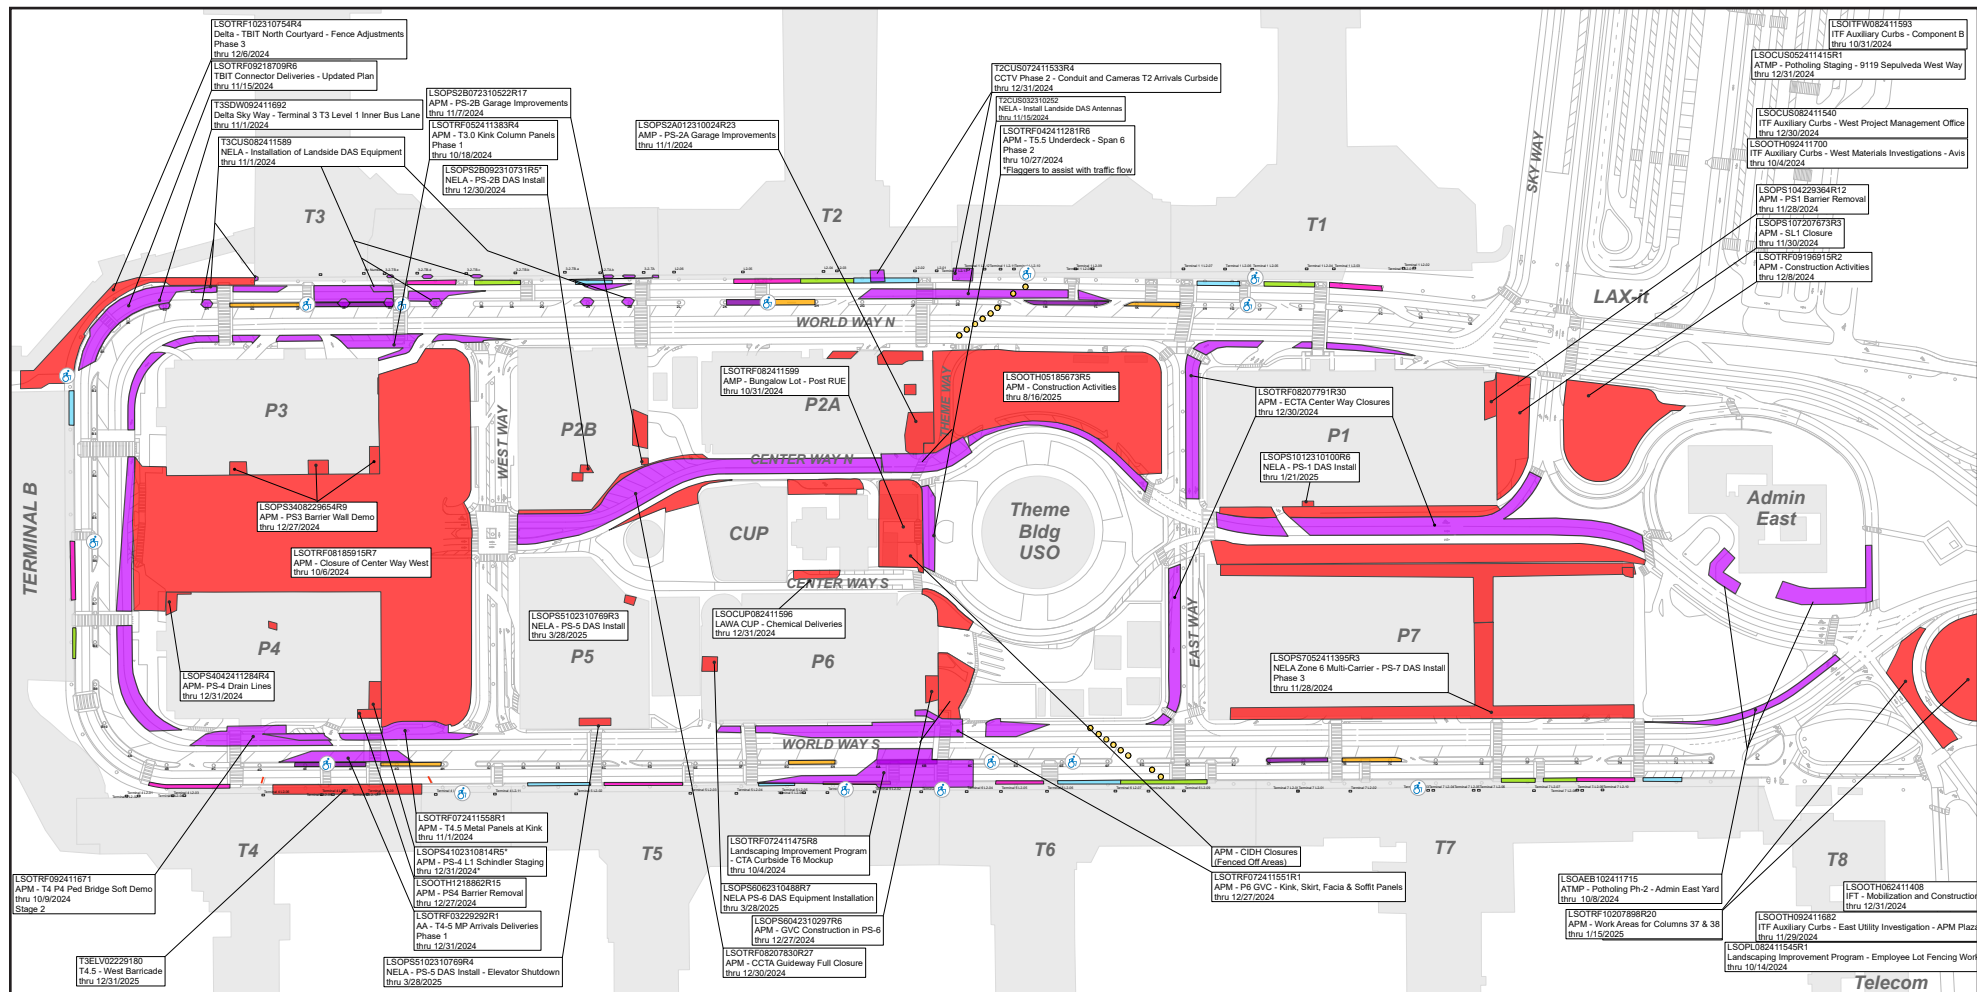 LSOTRF102310754R4
Delta - TBIT North Courtyard - Fence Adjustments
Phase 3
thru 12/6/2024
LSOTRF09218709R6
TBIT Connector Deliveries - Updated Plan
thru 11/15/2024
T3SDW092411692
Delta Sky Way - Terminal 3 T3 Level 1 Inner Bus Lane
thru 11/1/2024
T3CUS082411589
NELA - Installation of Landside DAS Equipment
thru 11/1/2024
LSOPS2B072310522R17
APM - PS-2B Garage Improvements
thru 11/7/2024
LSOTRF052411383R4
APM - T3.0 Kink Column Panels
Phase 1
thru 10/18/2024
LSOPS2B092310731R5*
NELA - PS-2B DAS Install
thru 12/30/2024
LSOPS2A012310024R23
AMP - PS-2A Garage Improvements
thru 11/1/2024
T2CUS072411533R4
CCTV Phase 2 - Conduit and Cameras T2 Arrivals Curbside
thru 12/31/2024
T2CUS032310252
NELA - Install Landside DAS Antennas
thru 11/15/2024
LSOTRF042411281R6
APM - T5.5 Underdeck - Span 6
Phase 2
thru 10/27/2024
*Flaggers to assist with traffic flow
LSOITFW082411593
ITF Auxiliary Curbs - Component B
thru 10/31/2024
LSOCUS052411415R1
ATMP - Potholing Staging - 9119 Sepulveda West Way
thru 12/31/2024
LSOCUS082411540
ITF Auxiliary Curbs - West Project Management Office
thru 12/30/2024
LSOOTH092411700
ITF Auxiliary Curbs - West Materials Investigations - Avis
thru 10/4/2024
LSOPS104229364R12
APM - PS1 Barrier Removal
thru 11/28/2024
LSOPS107207673R3
APM - SL1 Closure
thru 11/30/2024
LSOTRF09196915R2
APM - Construction Activities
thru 12/8/2024
SKY WAY
T3
T2
T1
LAX-it
WORLD WAY N
LSOTRF082411599
AMP - Bungalow Lot - Post RUE
thru 10/31/2024
LSOOTH05185673R5
APM - Construction Activities
thru 8/16/2025
LSOTRF08207791R30
APM - ECTA Center Way Closures
thru 12/30/2024
P3
P2B
P2A
P1
THEME WAY
WEST WAY
CENTER WAY N
LSOPS1012310100R6
NELA - PS-1 DAS Install
thru 1/21/2025
TERMINAL B
LSOPS3408229654R9
APM - PS3 Barrier Wall Demo
thru 12/27/2024
LSOTRF08185915R7
APM - Closure of Center Way West
thru 10/6/2024
CUP
Theme
Bldg
USO
Admin
East
CENTER WAY S
EAST WAY
LSOPS5102310769R3
NELA - PS-5 DAS Install
thru 3/28/2025
LSOCUP082411596
LAWA CUP - Chemical Deliveries
thru 12/31/2024
P4
P5
P6
P7
LSOPS4042411284R4
APM- PS-4 Drain Lines
thru 12/31/2024
LSOPS7052411395R3
NELA Zone 6 Multi-Carrier - PS-7 DAS Install
Phase 3
thru 11/28/2024
WORLD WAY S
T4
T5
T6
T7
T8
LSOTRF072411558R1
APM - T4.5 Metal Panels at Kink
thru 11/1/2024
LSOPS4102310814R5*
APM - PS-4 L1 Schindler Staging
thru 12/31/2024*
LSOOTH1218862R15
APM - PS4 Barrier Removal
thru 12/27/2024
LSOTRF03229292R1
AA - T4-5 MP Arrivals Deliveries
Phase 1
thru 12/31/2024
LSOTRF092411671
APM - T4 P4 Ped Bridge Soft Demo
thru 10/9/2024
Stage 2
T3ELV02229180
T4.5 - West Barricade
thru 12/31/2025
LSOPS5102310769R4
NELA - PS-5 DAS Install - Elevator Shutdown
thru 3/28/2025
LSOTRF072411475R8
Landscaping Improvement Program
- CTA Curbside T6 Mockup
thru 10/4/2024
LSOPS6062310488R7
NELA PS-6 DAS Equipment Installation
thru 3/28/2025
LSOPS6042310297R6
APM - GVC Construction in PS-6
thru 12/27/2024
LSOTRF08207830R27
APM - CCTA Guideway Full Closure
thru 12/30/2024
APM - CIDH Closures
(Fenced Off Areas)
LSOTRF072411551R1
APM - P6 GVC - Kink, Skirt, Facia & Soffit Panels
thru 12/27/2024
LSOAEB102411715
ATMP - Potholing Ph-2 - Admin East Yard
thru 10/8/2024
LSOTRF10207898R20
APM - Work Areas for Columns 37 & 38
thru 1/15/2025
LSOOTH062411408
IFT - Mobilization and Construction
thru 12/31/2024
LSOOTH092411682
ITF Auxiliary Curbs - East Utility Investigation - APM Plaza
thru 11/29/2024
LSOPL082411545R1
Landscaping Improvement Program - Employee Lot Fencing Work
thru 10/14/2024
Telecom